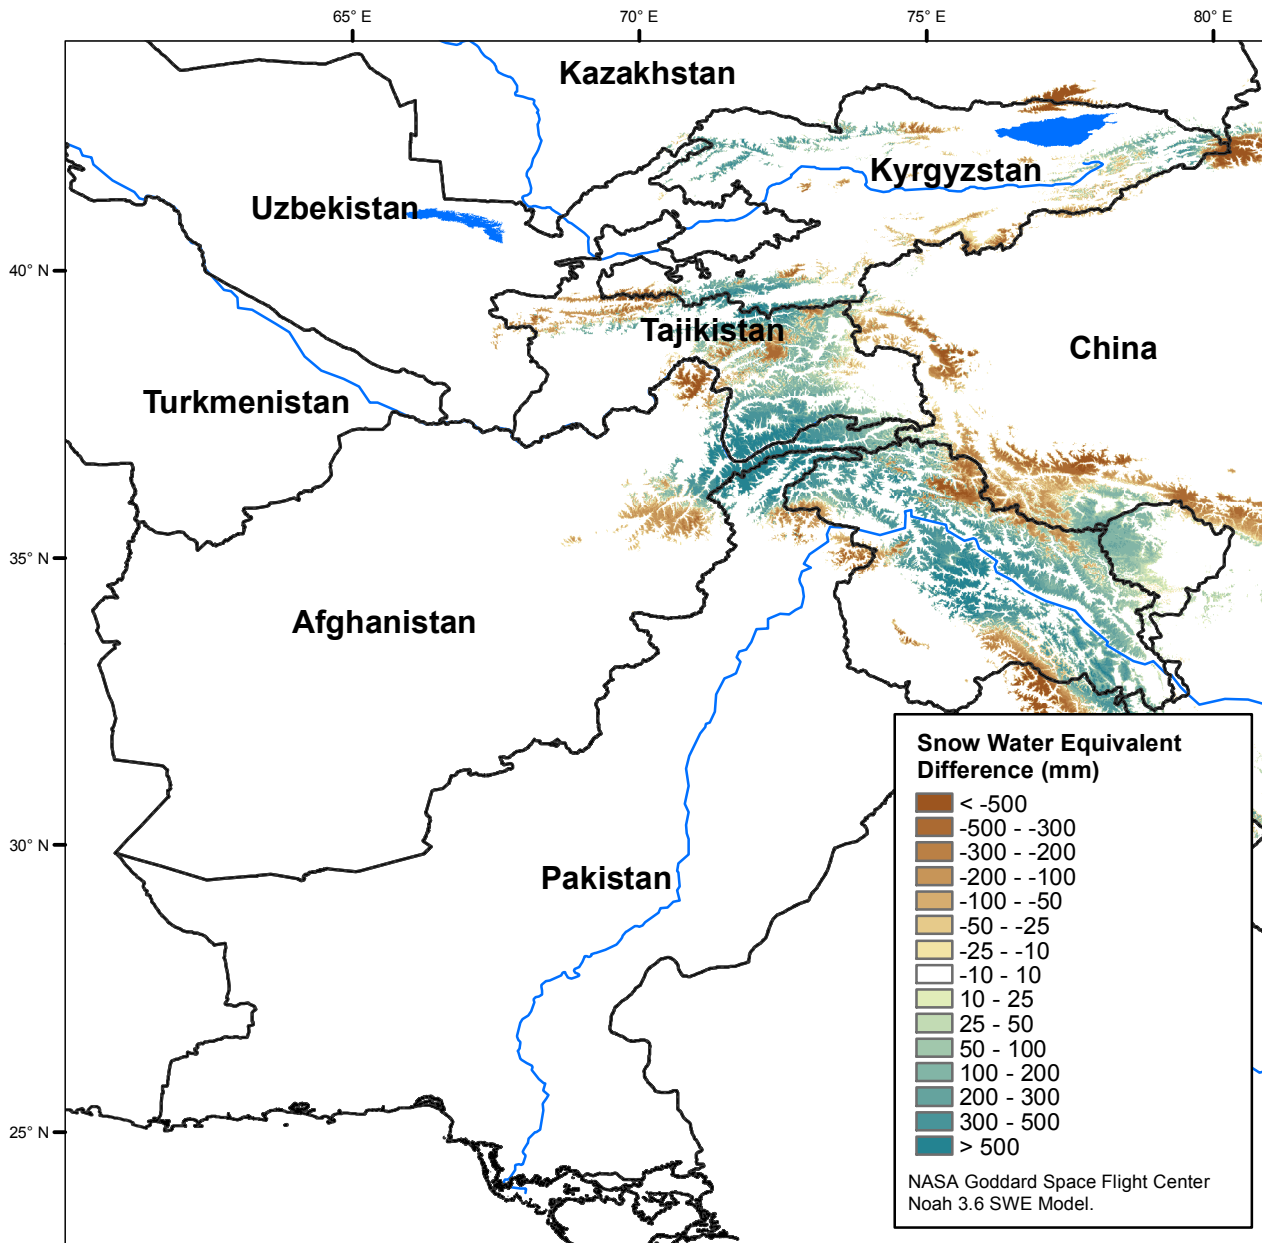 65° E
70° E
75° E
80° E
Kazakhstan
Kyrgyzstan
Uzbekistan
40° N
Tajikistan
China
Turkmenistan
35° N
Afghanistan
30° N
Pakistan
25° N
Snow Water Equivalent
Difference (mm)
< -500
-500 - -300
-300 - -200
-200 - -100
-100 - -50
-50 - -25
-25 - -10
-10 - 10
10 - 25
25 - 50
50 - 100
100 - 200
200 - 300
300 - 500
> 500
NASA Goddard Space Flight Center
Noah 3.6 SWE Model.